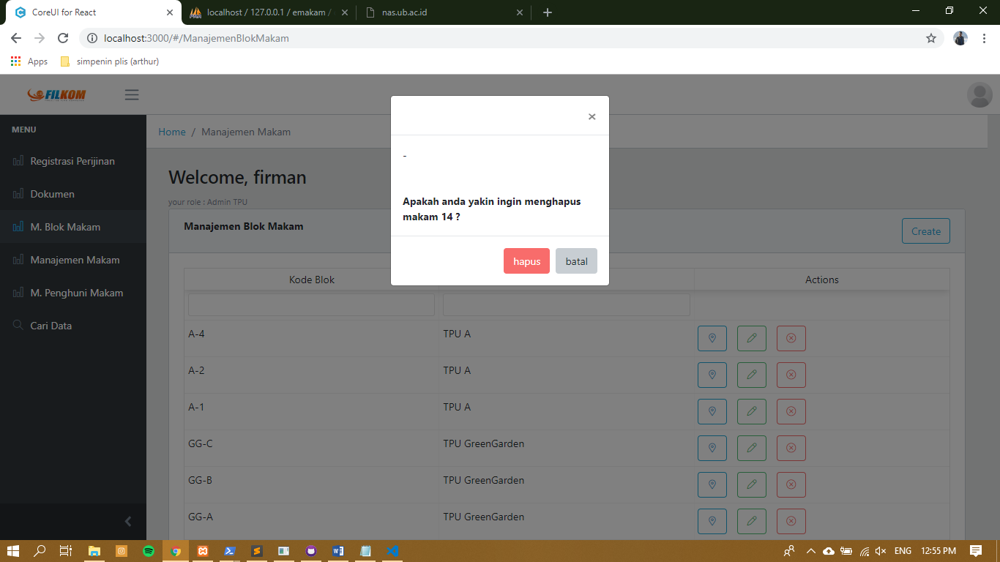 CoreUI for React
localhost / 127.0.0.1 / emakam /
nas.ub.ac.id
localhost:3000/#/ManajemenBlokMakam
Apps
simpenin plis (arthur)
FILKOM
×
MENU
Home / Manajemen Makam
-
Registrasi Perijinan
Welcome, firman
Dokumen
your role : Admin TPU
Apakah anda yakin ingin menghapus
makam 14 ?
M. Blok Makam
Manajemen Blok Makam
Create
Manajemen Makam
hapus
batal
Kode Blok
Actions
M. Penghuni Makam
Cari Data
A-4 TPU A
A-2 TPU A
A-1 TPU A
GG-C TPU GreenGarden
GG-B TPU GreenGarden
GG-A TPU GreenGarden
ENG
12:55 PM